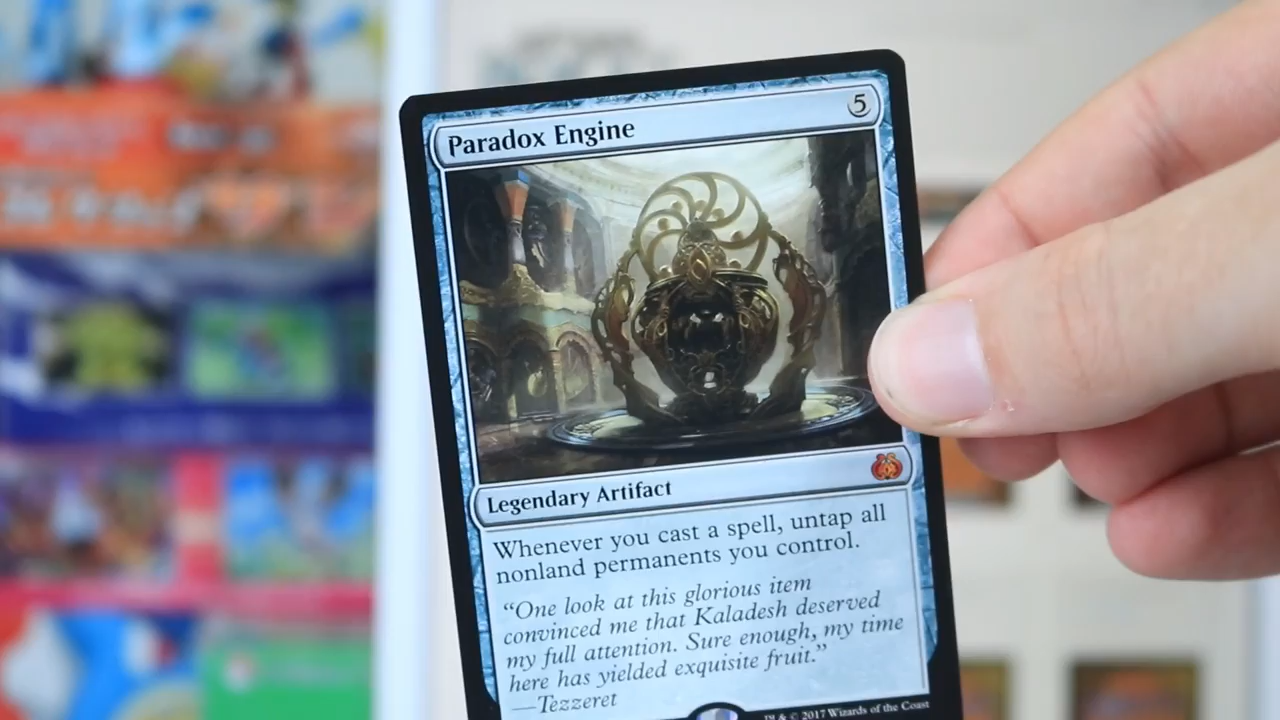 Paradox Engine
5
Legendary Artifact
Whenever you cast a spell, untap all
nonland permanents you control.
“One look at this glorious item
convinced me that Kaladesh deserved
my full attention. Sure enough, my time
here has yielded exquisite fruit.”
—Tezzeret
™ & © 2017 Wizards of the Coast